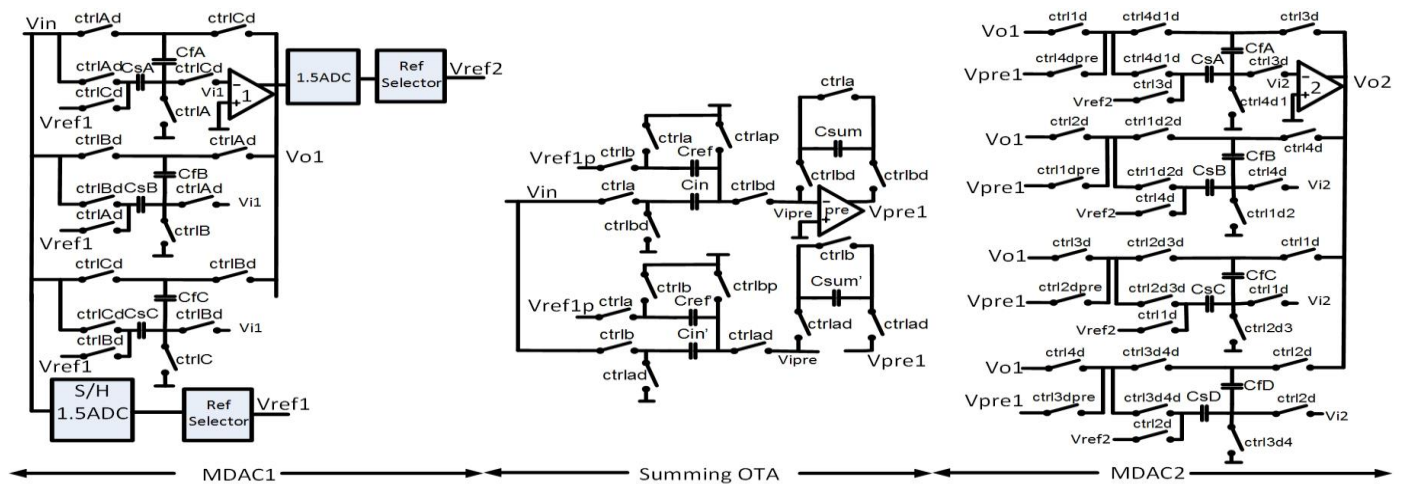 Vin
ctrlAd
ctrlCd
CfA
ctrlAd
CsA
ctrlCd
ctrlCd
Vi1
1
ctrlA
Vref1
1.5ADC
Ref
Selector
Vref2
ctrlBd
ctrlAd
Vo1
CfB
ctrlBd
CsB
ctrlAd
ctrlAd
Vi1
ctrlB
Vref1
ctrlCd
ctrlBd
CfC
ctrlCd
CsC
ctrlBd
ctrlBd
Vi1
ctrlC
Vref1
S/H
1.5ADC
Ref
Selector
Vref1
MDAC1
ctrla
ctrla
ctrlap
Csum
ctrlb
Vref1p
Cref
ctrlbd
ctrlbd
Vin
ctrla
Cin
ctrlbd
Vipre
pre
Vpre1
ctrlbd
ctrlb
ctrlb
ctrlbp
Csum'
ctrla
Vref1p
Cref'
ctrlad
ctrlad
ctrlb
Cin'
ctrlad
Vipre
Vpre1
ctrlad
Summing OTA
ctrl1d
ctrl4d1d
ctrl3d
Vo1
CfA
ctrl4dpre
ctrl4d1d
CsA
ctrl3d
Vpre1
ctrl3d
Vi2
2
Vo2
Vref2
ctrl4d1
ctrl2d
ctrl1d2d
ctrl4d
Vo1
CfB
ctrl1dpre
ctrl1d2d
CsB
ctrl4d
Vpre1
ctrl4d
Vi2
Vref2
ctrl1d2
ctrl3d
ctrl2d3d
ctrl1d
Vo1
CfC
ctrl2dpre
ctrl2d3d
CsC
ctrl1d
Vpre1
ctrl1d
Vi2
Vref2
ctrl2d3
ctrl4d
ctrl3d4d
ctrl2d
Vo1
CfD
ctrl3dpre
ctrl3d4d
CsD
ctrl2d
Vpre1
ctrl2d
Vi2
Vref2
ctrl3d4
MDAC2